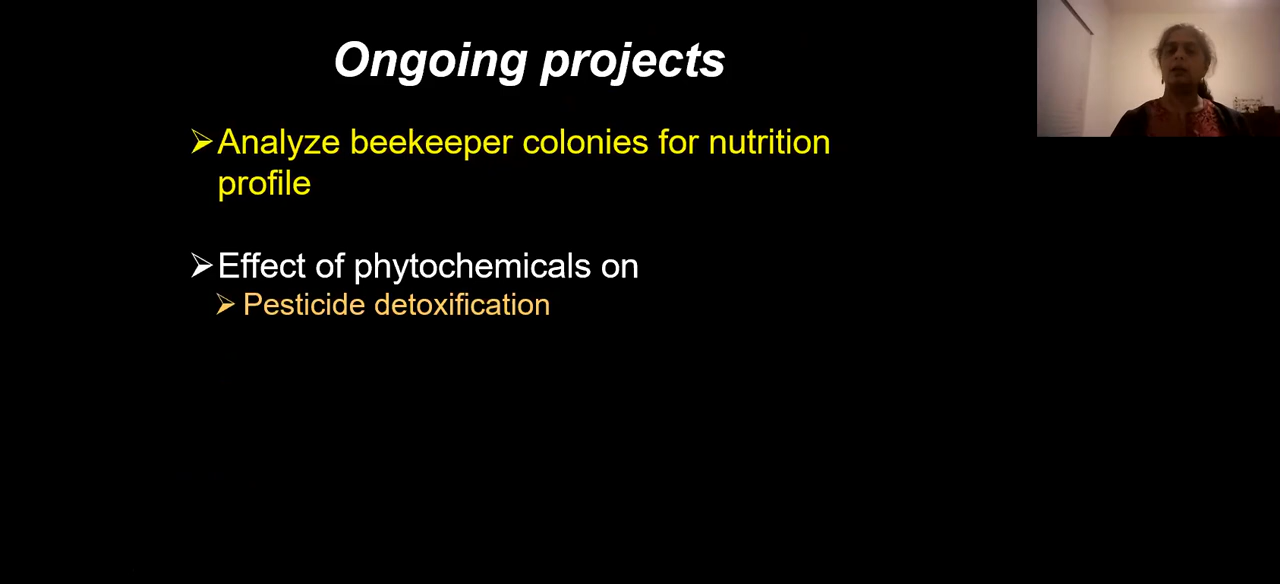 Ongoing projects
➢Analyze beekeeper colonies for nutrition
profile
➢Effect of phytochemicals on
➢ Pesticide detoxification